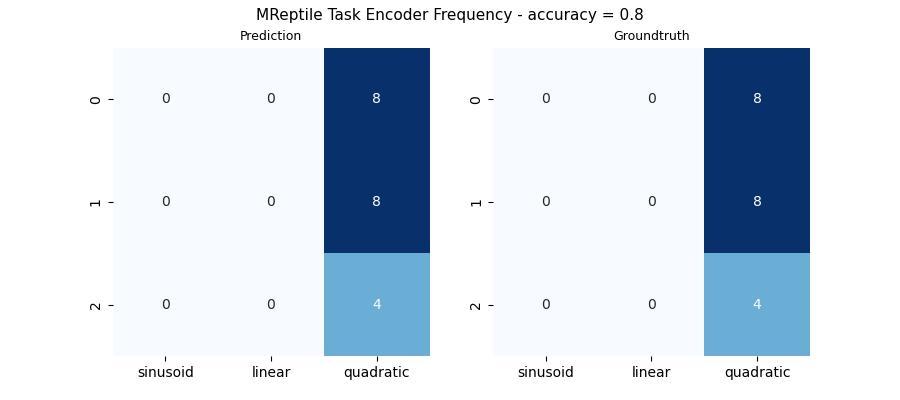 MReptile Task Encoder Frequency - accuracy = 0.8
Prediction
0 0 0 8
1 0 0 8
2 0 0 4
sinusoid linear quadratic
Groundtruth
0 0 0 8
1 0 0 8
2 0 0 4
sinusoid linear quadratic